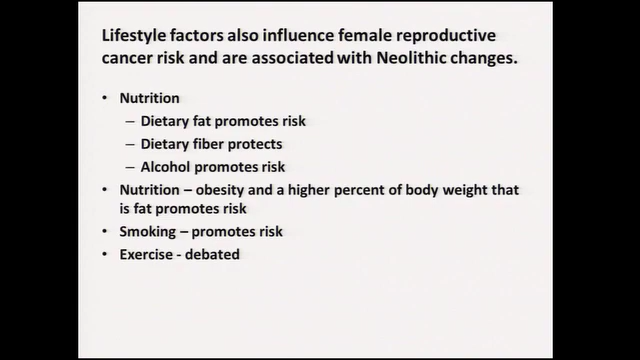 Lifestyle factors also influence female reproductive
cancer risk and are associated with Neolithic changes.
• Nutrition
– Dietary fat promotes risk
– Dietary fiber protects
– Alcohol promotes risk
• Nutrition – obesity and a higher percent of body weight that
is fat promotes risk
• Smoking – promotes risk
• Exercise - debated